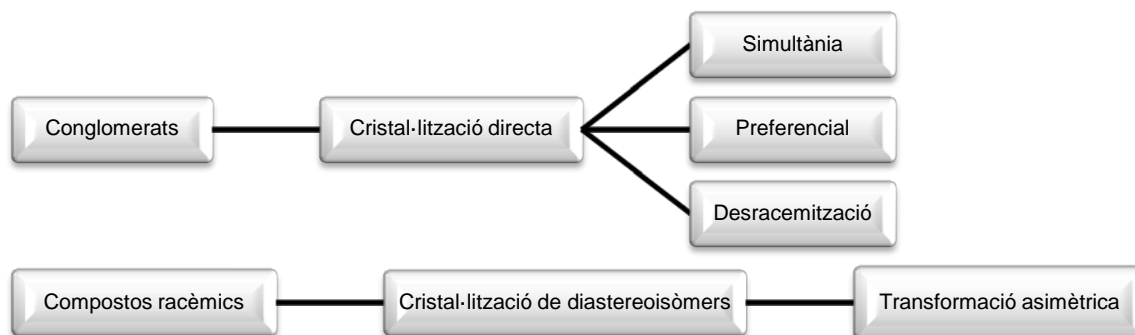 Simultània
Conglomerats
Cristal·lització directa
Preferencial
Desracemització
Compostos racèmics
Cristal·lització de diastereoisòmers
Transformació asimètrica